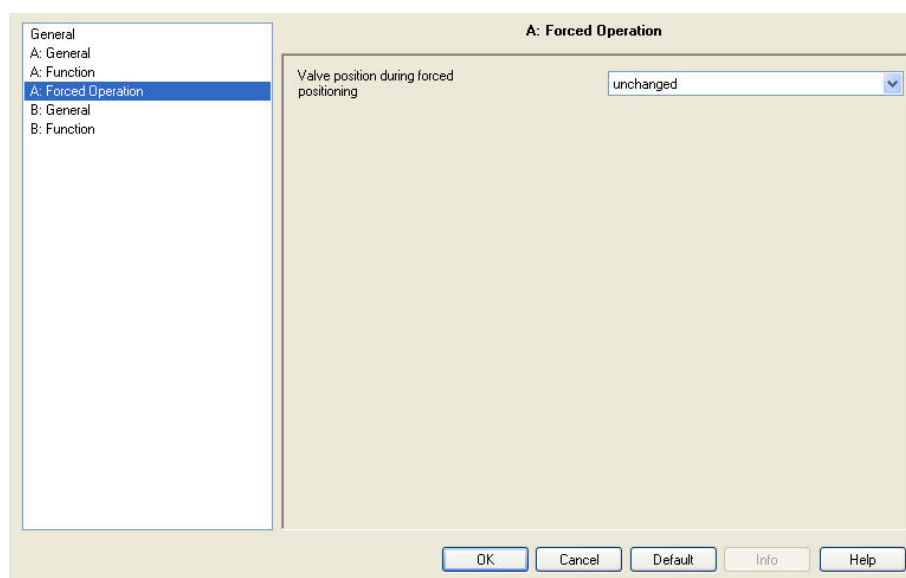 General
A: General
A: Function
A: Forced Operation
B: General
B: Function
A: Forced Operation
Valve position during forced
positioning
unchanged
OK
Cancel
Default
Info
Help